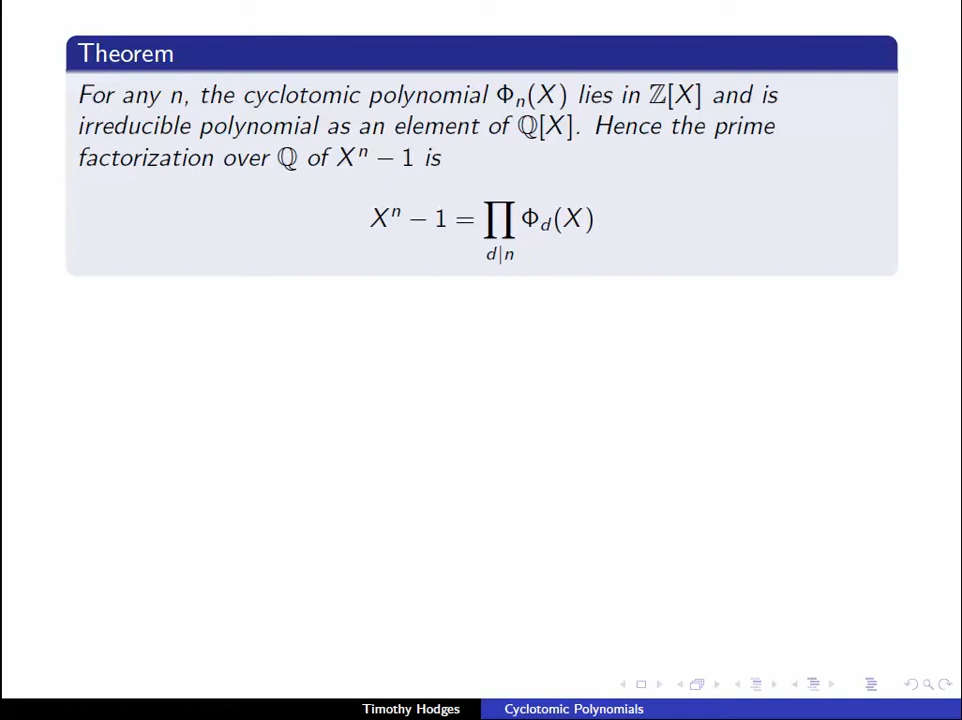 Theorem
For any n, the cyclotomic polynomial Φ_n(X) lies in ℤ[X] and is
irreducible polynomial as an element of ℚ[X]. Hence the prime
factorization over ℚ of X^n − 1 is
X^n − 1 = ∏_{d|n} Φ_d(X)
Timothy Hodges
Cyclotomic Polynomials